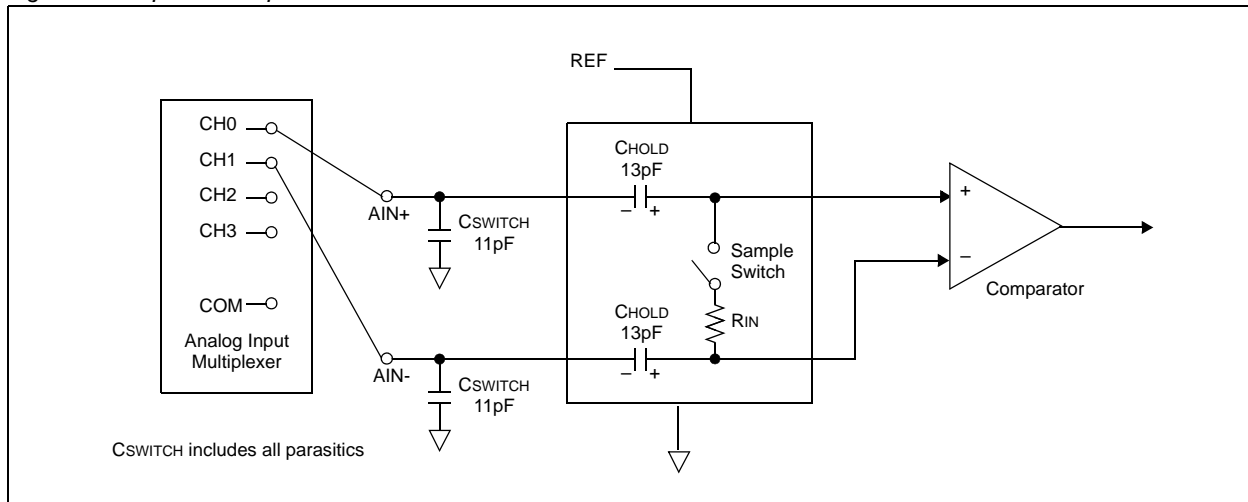 REF
CH0
CH1
CH2
CH3
COM
Analog Input
Multiplexer
AIN+
AIN-
CSWITCH
11pF
CSWITCH
11pF
CHOLD
13pF
– +
Sample
Switch
CHOLD
13pF
– +
RIN
+
–
Comparator
CSWITCH includes all parasitics